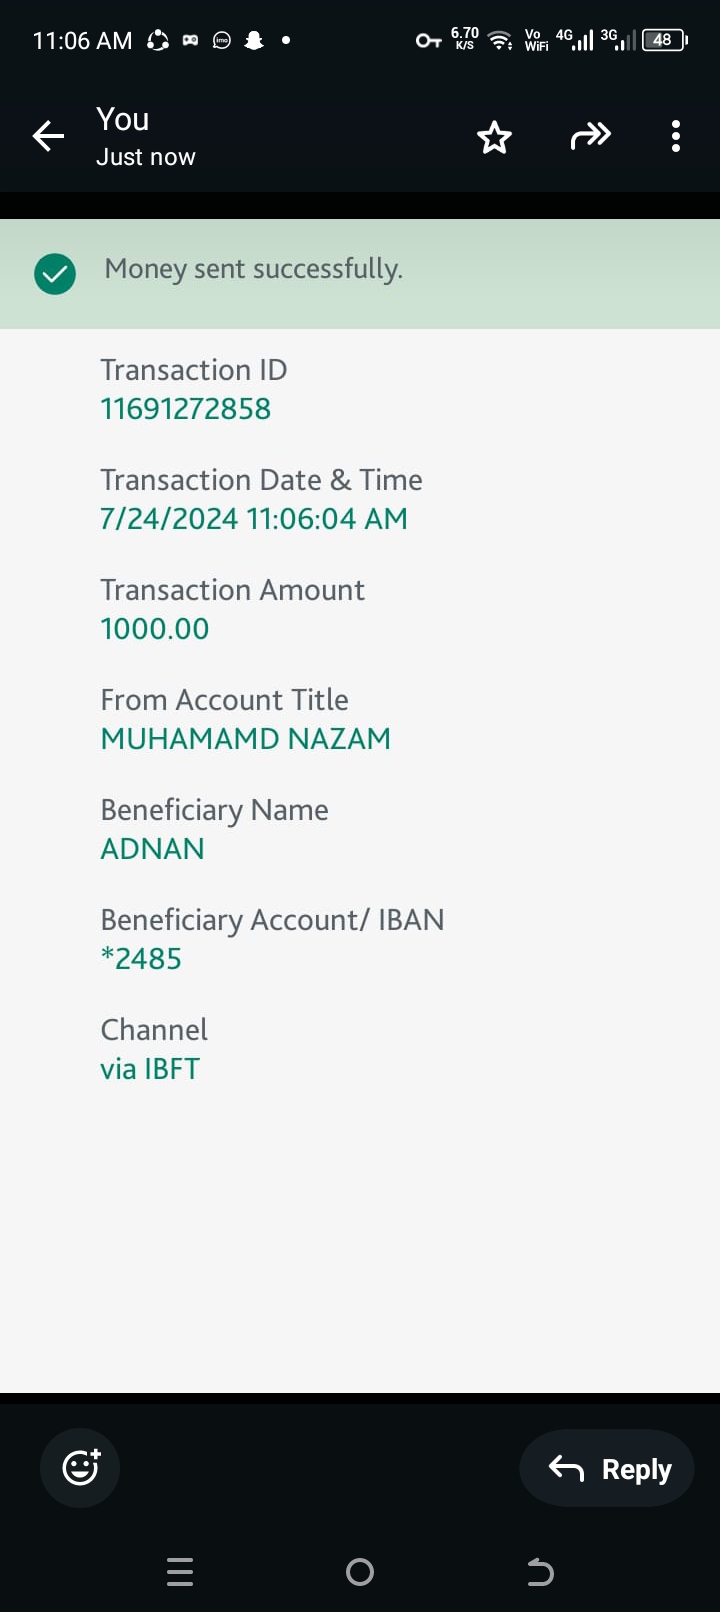 11:06 AM
6.70 K/S
Vo WiFi
4G
3G
48
You
Just now
Money sent successfully.
Transaction ID
11691272858
Transaction Date & Time
7/24/2024 11:06:04 AM
Transaction Amount
1000.00
From Account Title
MUHAMAMD NAZAM
Beneficiary Name
ADNAN
Beneficiary Account/ IBAN
*2485
Channel
via IBFT
Reply